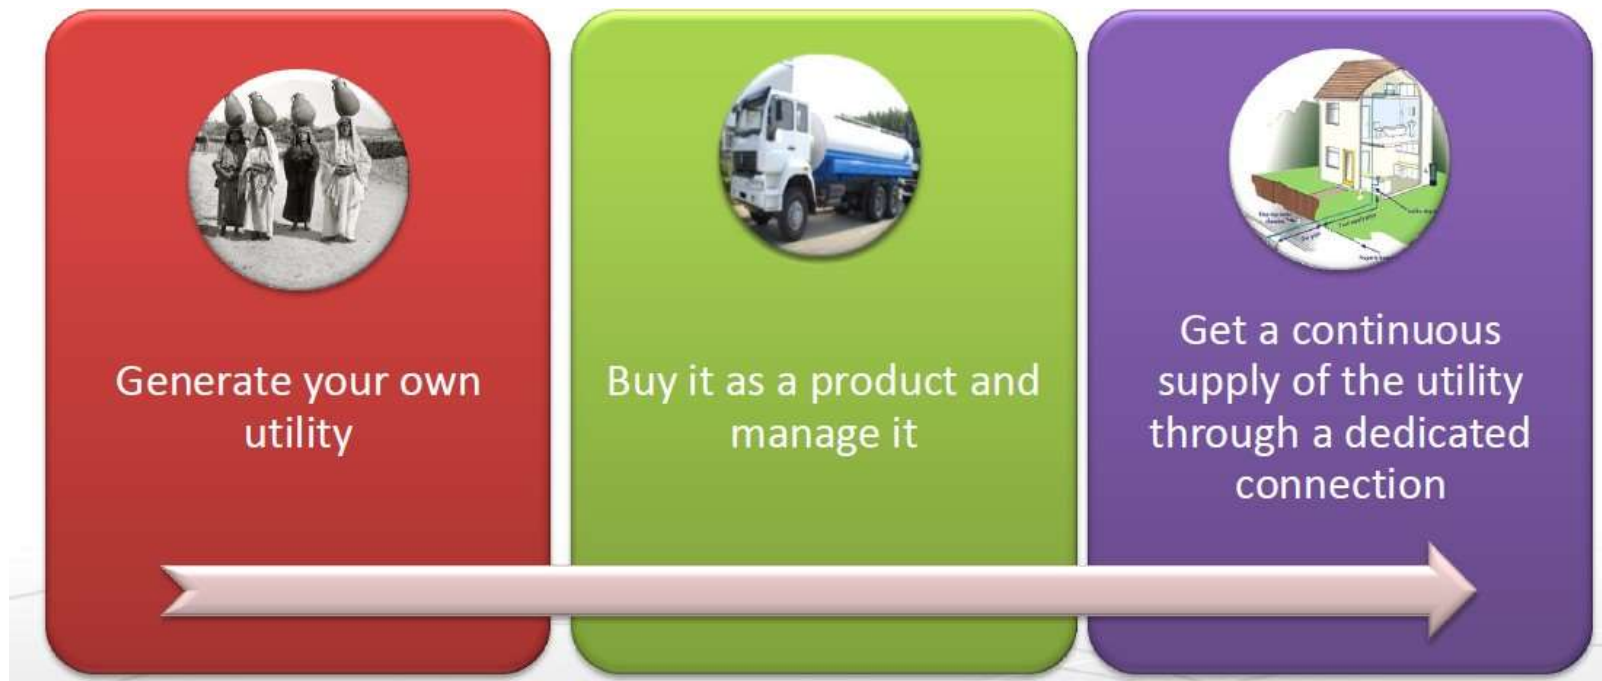 Generate your own
utility
Buy it as a product and
manage it
Get a continuous
supply of the utility
through a dedicated
connection